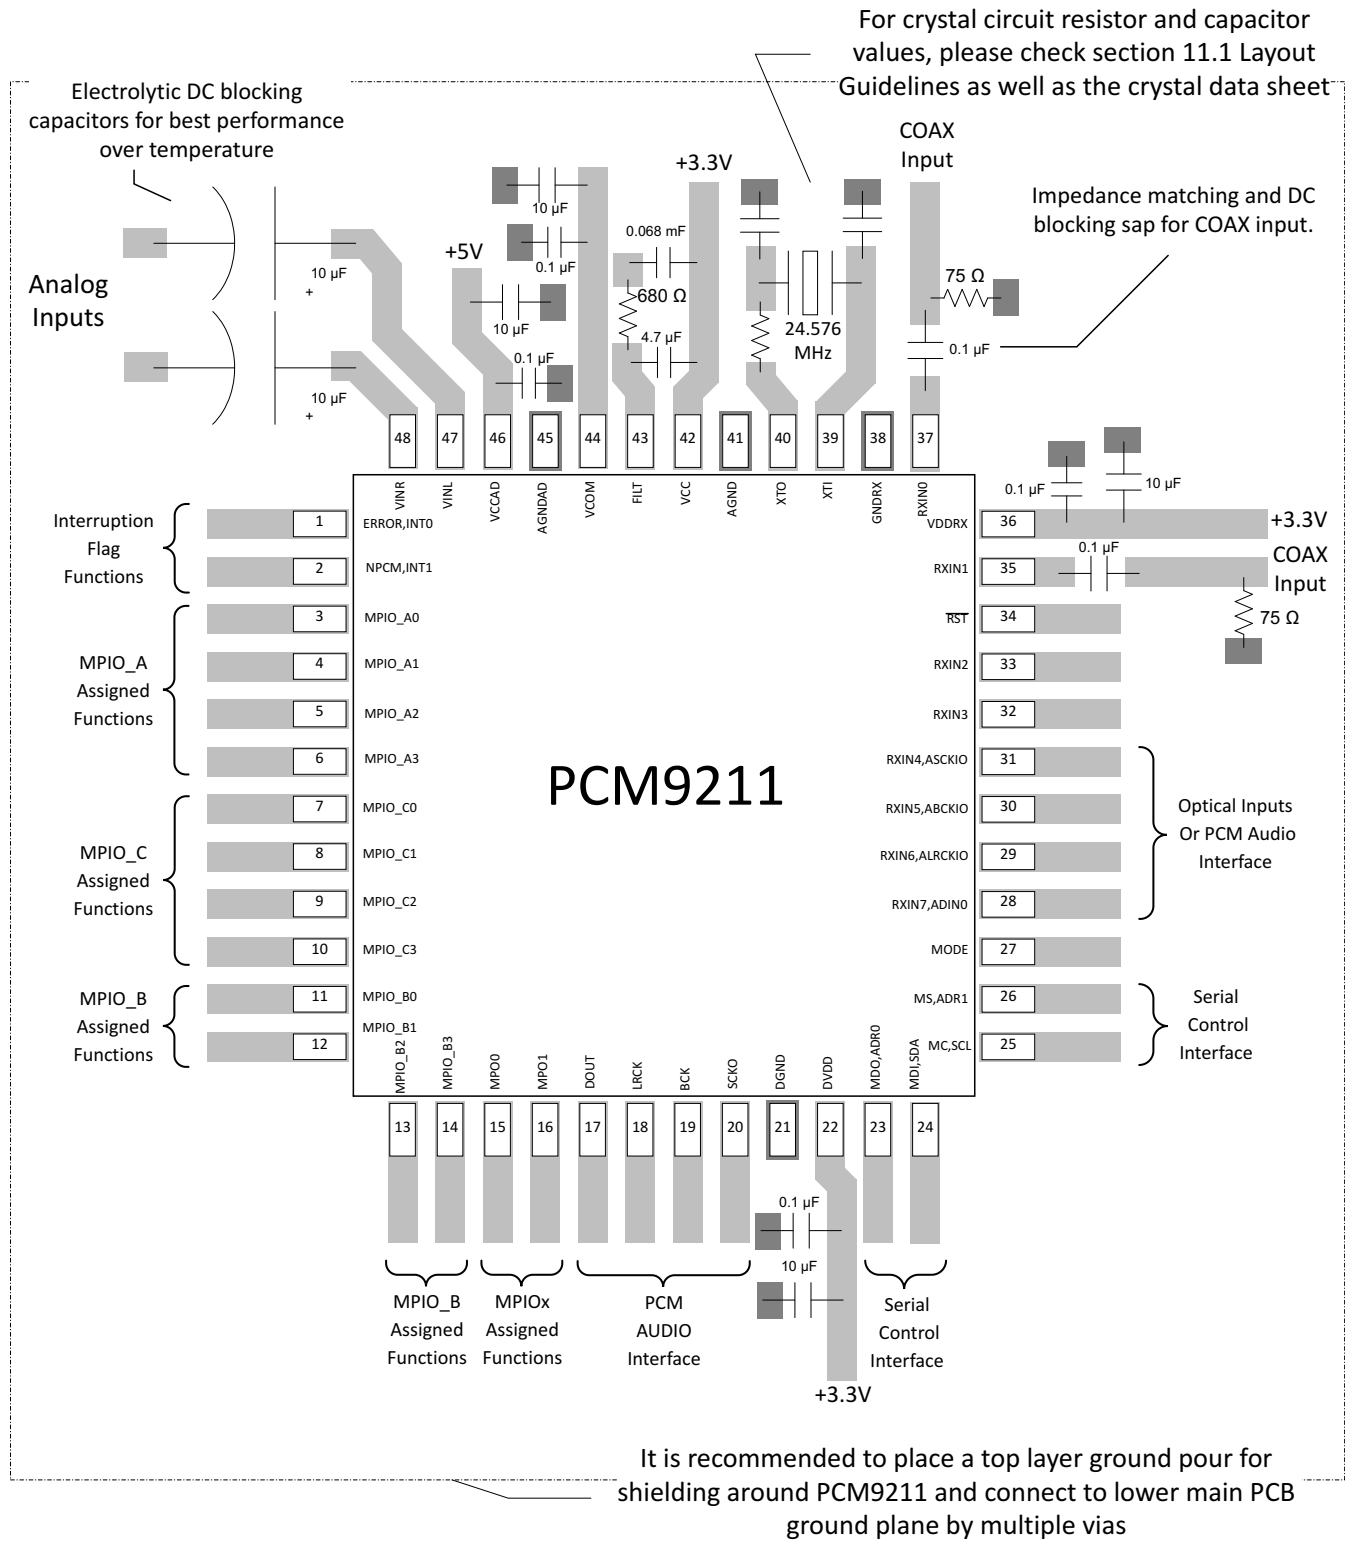 For crystal circuit resistor and capacitor
values, please check section 11.1 Layout
Guidelines as well as the crystal data sheet
Electrolytic DC blocking
capacitors for best performance
over temperature
COAX
Input
+3.3V
Impedance matching and DC
blocking sap for COAX input.
10 µF
0.1 µF
+5V
10 µF
0.1 µF
0.068 mF
680 Ω
4.7 µF
24.576
MHz
75 Ω
0.1 µF
Analog
Inputs
10 µF
+
10 µF
+
48
47
46
45
44
43
42
41
40
39
38
37
VINR
VINL
VCCAD
AGNDAD
VCOM
FILT
VCC
AGND
XTO
XTI
GNDRX
RXIN0
0.1 µF
10 µF
+3.3V
0.1 µF
COAX
Input
75 Ω
Interruption
Flag
Functions
1 ERROR,INT0
2 NPCM,INT1
MPIO_A
Assigned
Functions
3 MPIO_A0
4 MPIO_A1
5 MPIO_A2
6 MPIO_A3
MPIO_C
Assigned
Functions
7 MPIO_C0
8 MPIO_C1
9 MPIO_C2
10 MPIO_C3
MPIO_B
Assigned
Functions
11 MPIO_B0
12 MPIO_B1
PCM9211
VDDRX 36
RXIN1 35
RST 34
RXIN2 33
RXIN3 32
RXIN4,ASCKIO 31
RXIN5,ABCKIO 30
RXIN6,ALRCKIO 29
RXIN7,ADIN0 28
MODE 27
MS,ADR1 26
MC,SCL 25
Optical Inputs
Or PCM Audio
Interface
Serial
Control
Interface
MPIO_B2
MPIO_B3
MPO0
MPO1
DOUT
LRCK
BCK
SCKO
DGND
DVDD
MDO,ADR0
MDI,SDA
13
14
15
16
17
18
19
20
21
22
23
24
0.1 µF
10 µF
+3.3V
MPIO_B
Assigned
Functions
MPIOx
Assigned
Functions
PCM
AUDIO
Interface
Serial
Control
Interface
It is recommended to place a top layer ground pour for
shielding around PCM9211 and connect to lower main PCB
ground plane by multiple vias